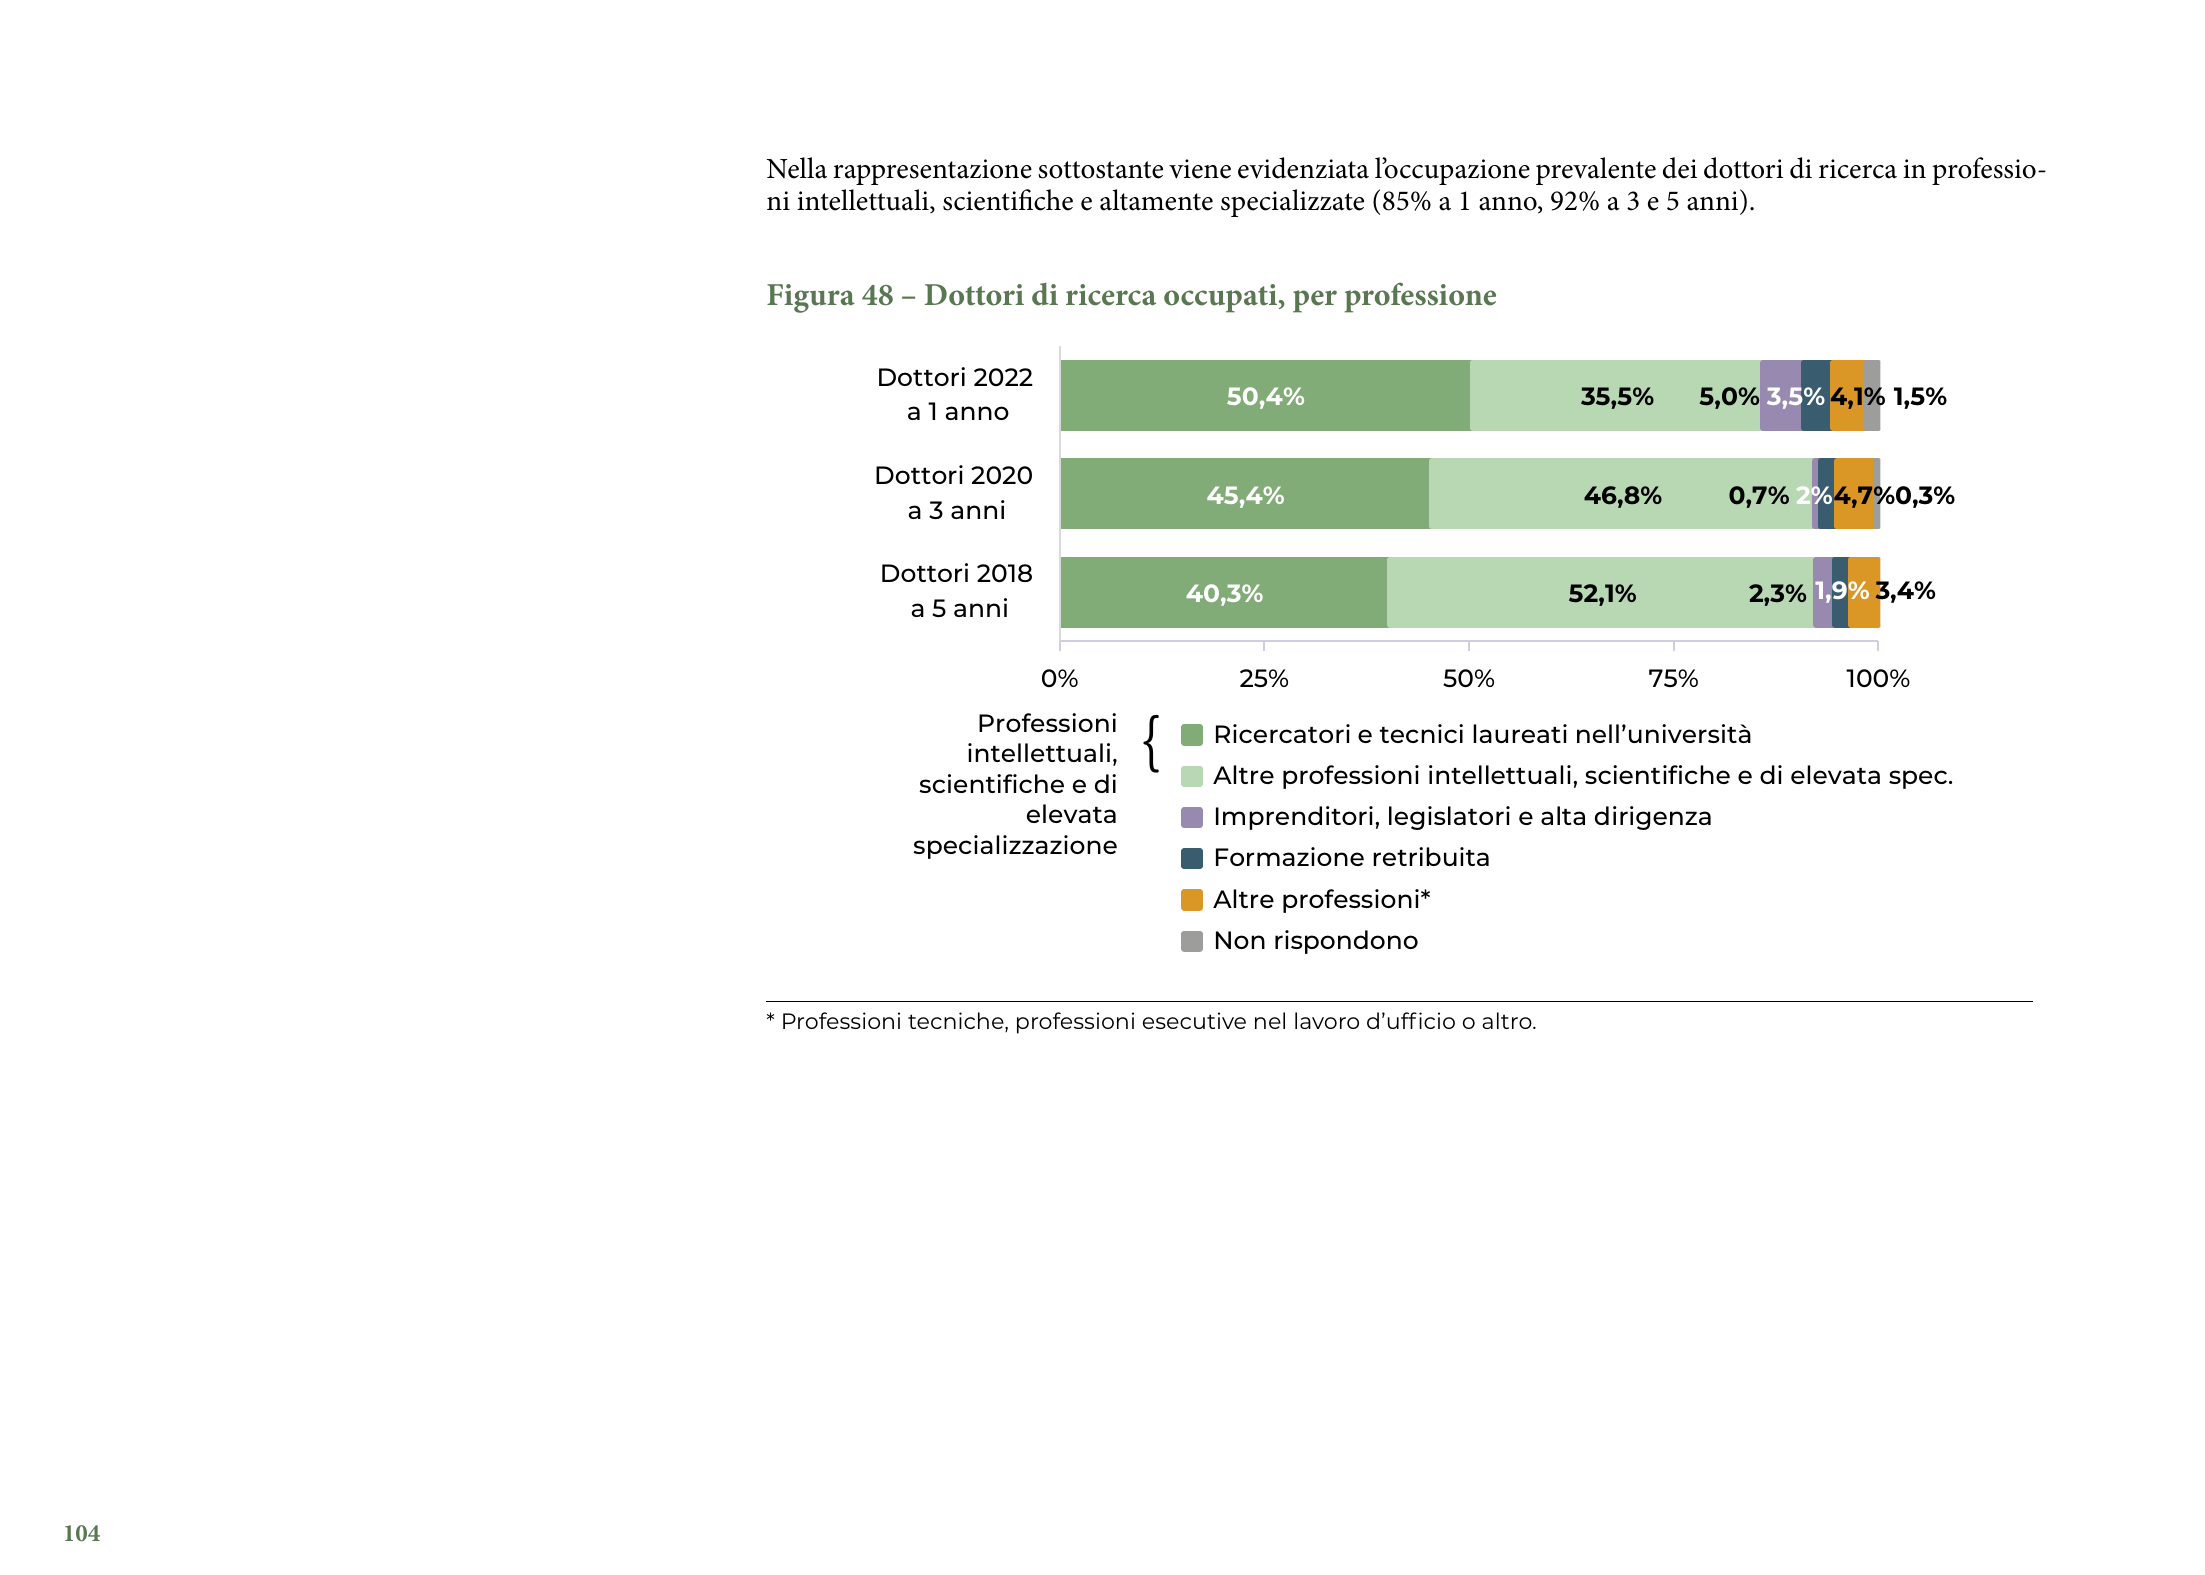 Nella rappresentazione sottostante viene evidenziata l’occupazione prevalente dei dottori di ricerca in professio-
ni intellettuali, scientifiche e altamente specializzate (85% a 1 anno, 92% a 3 e 5 anni).
Figura 48 – Dottori di ricerca occupati, per professione
Dottori 2022
a 1 anno
50,4% 35,5% 5,0% 3,5% 4,1% 1,5%
Dottori 2020
a 3 anni
45,4% 46,8% 0,7% 2% 4,7% 0,3%
Dottori 2018
a 5 anni
40,3% 52,1% 2,3% 1,9% 3,4%
0% 25% 50% 75% 100%
Professioni
intellettuali,
scientifiche e di
elevata
specializzazione
{
Ricercatori e tecnici laureati nell’università
Altre professioni intellettuali, scientifiche e di elevata spec.
Imprenditori, legislatori e alta dirigenza
Formazione retribuita
Altre professioni*
Non rispondono
* Professioni tecniche, professioni esecutive nel lavoro d’ufficio o altro.
104